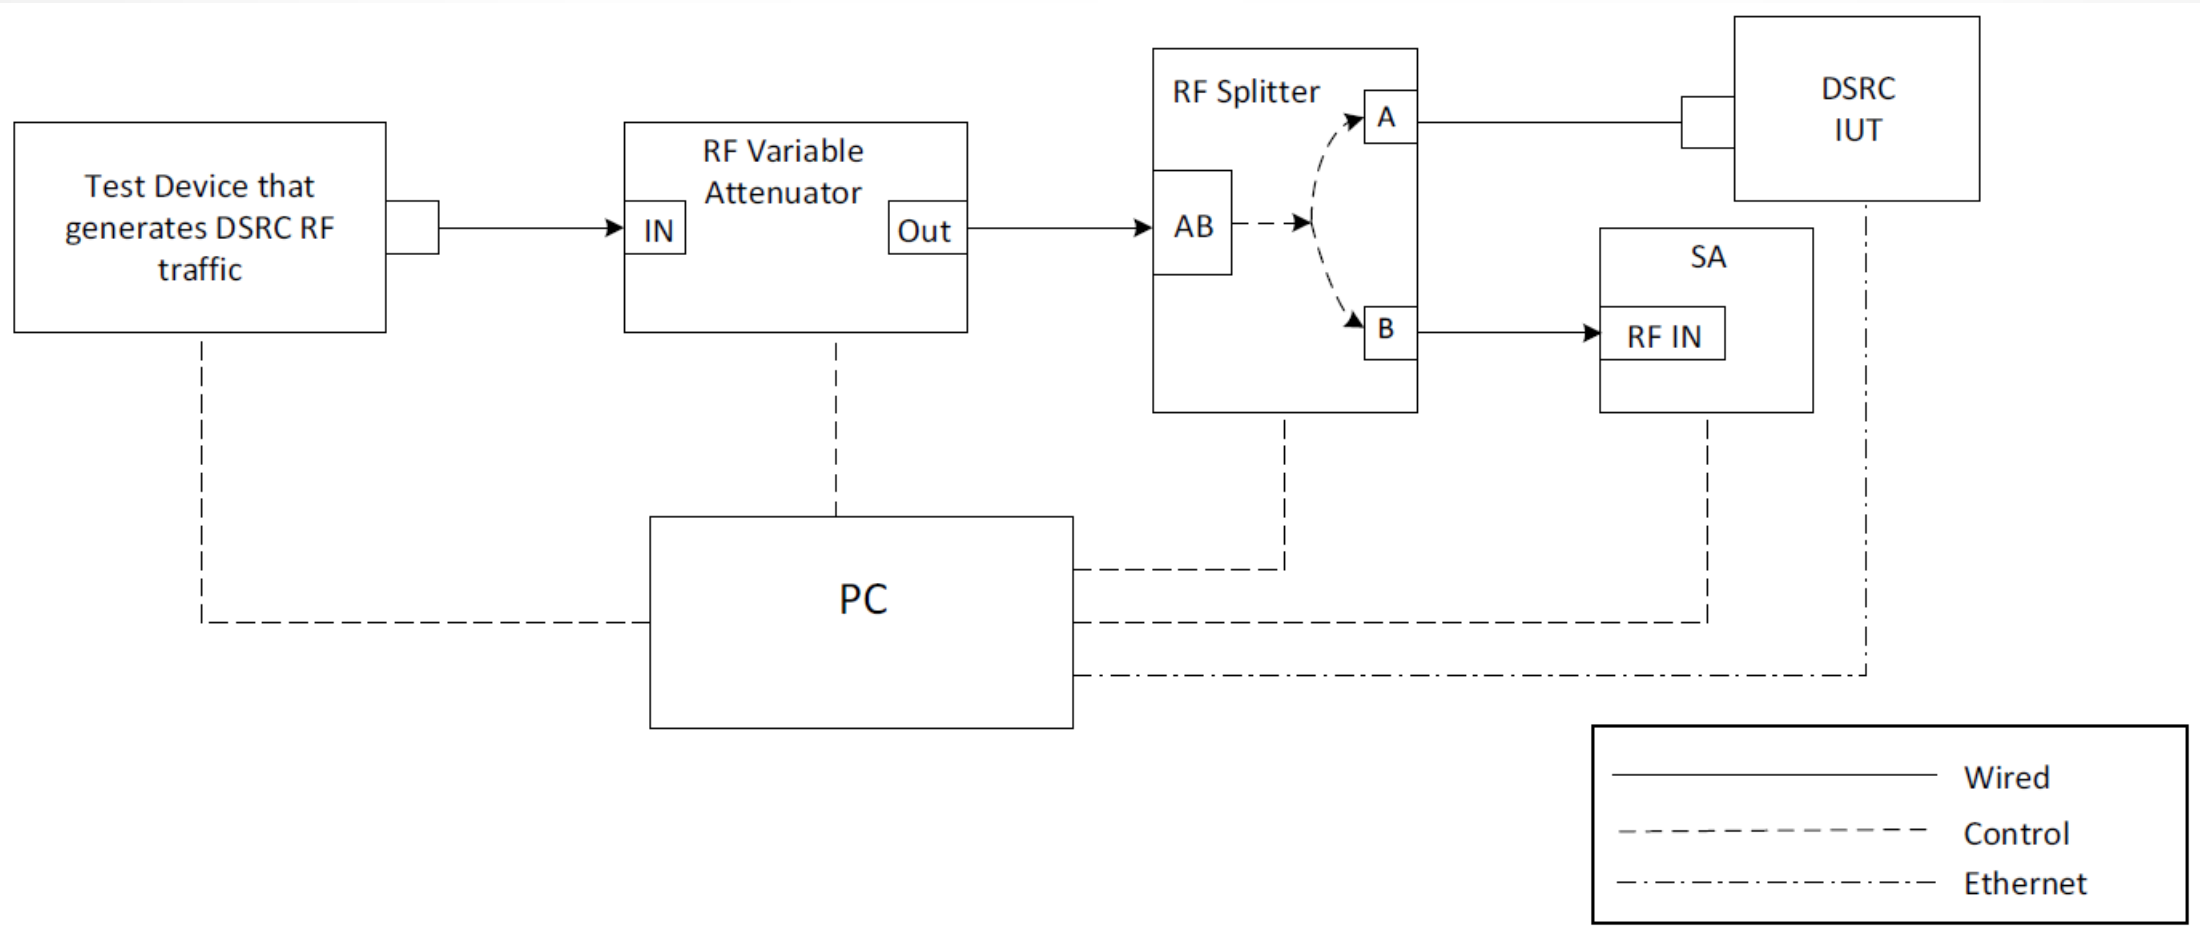 Test Device that
generates DSRC RF
traffic
RF Variable
Attenuator
IN
Out
RF Splitter
A
AB
B
DSRC
IUT
SA
RF IN
PC
Wired
Control
Ethernet